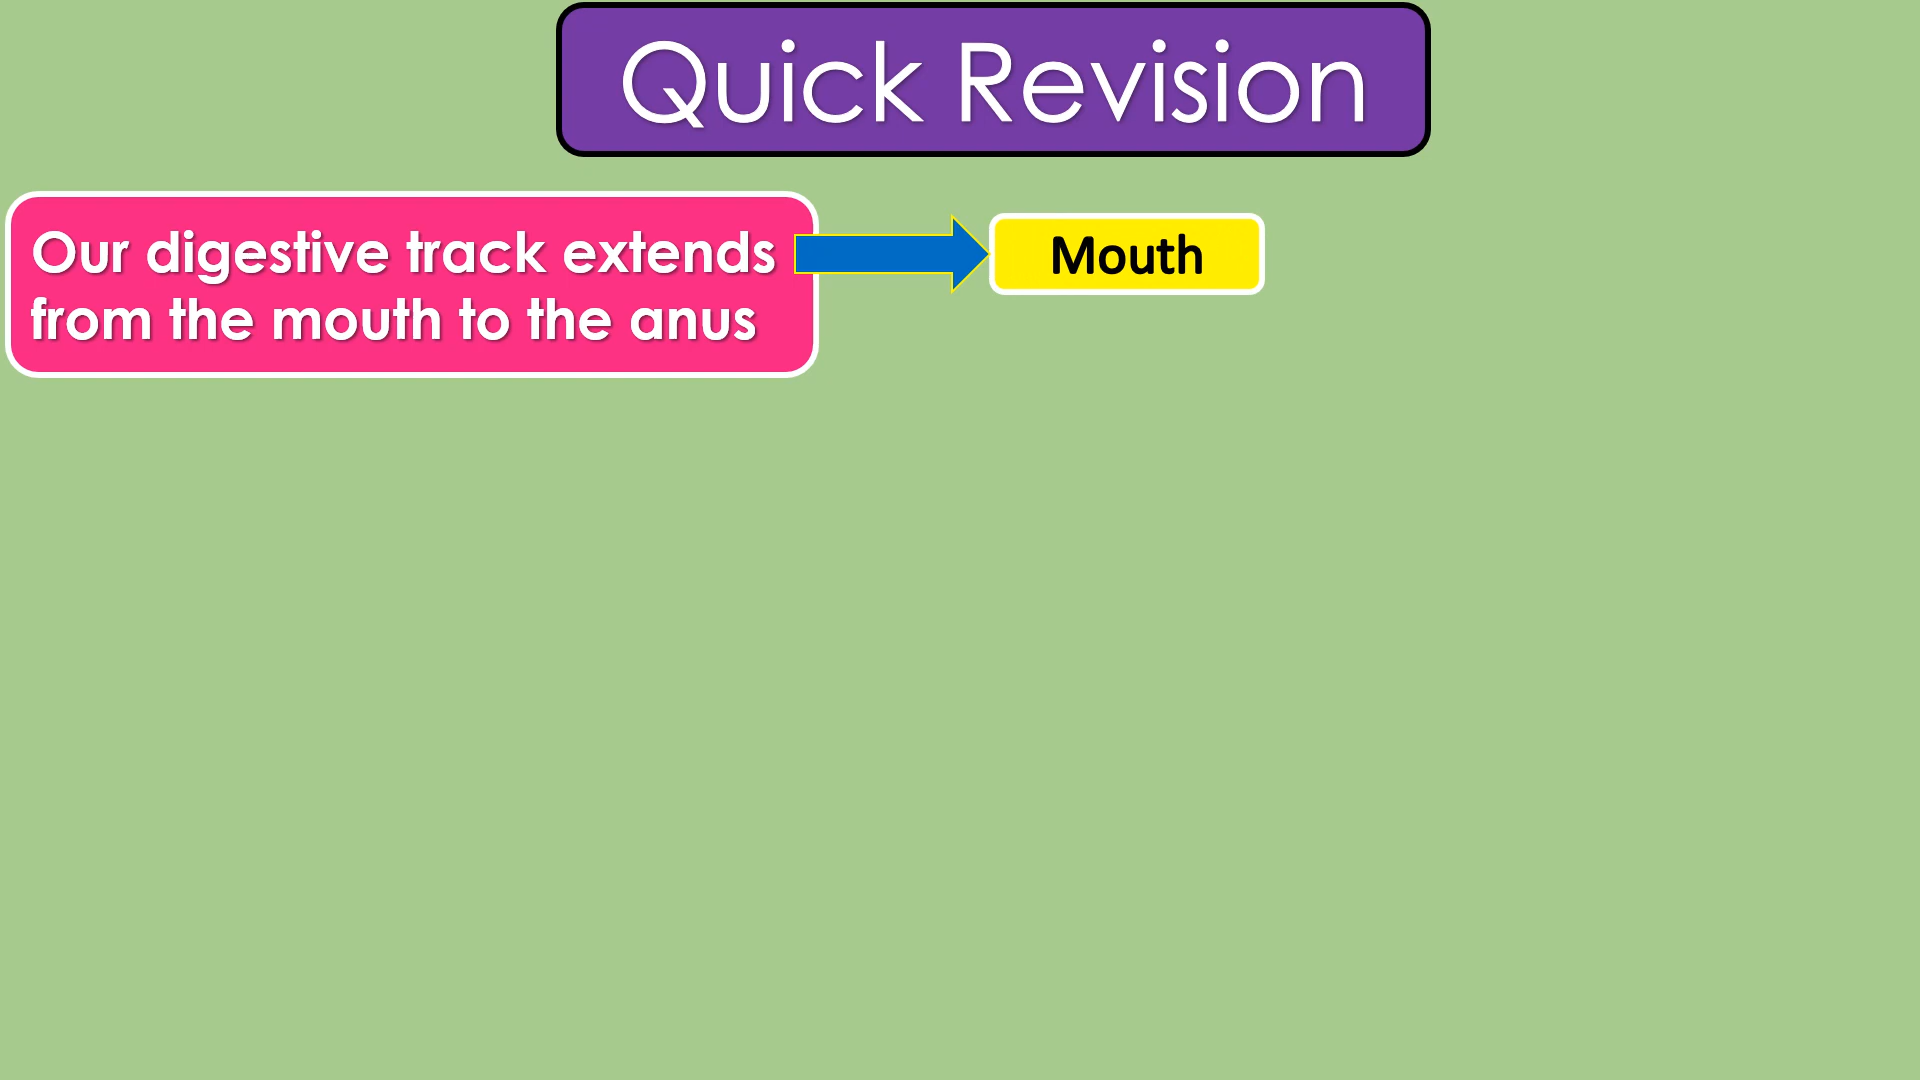 Quick Revision
Our digestive track extends
from the mouth to the anus
Mouth